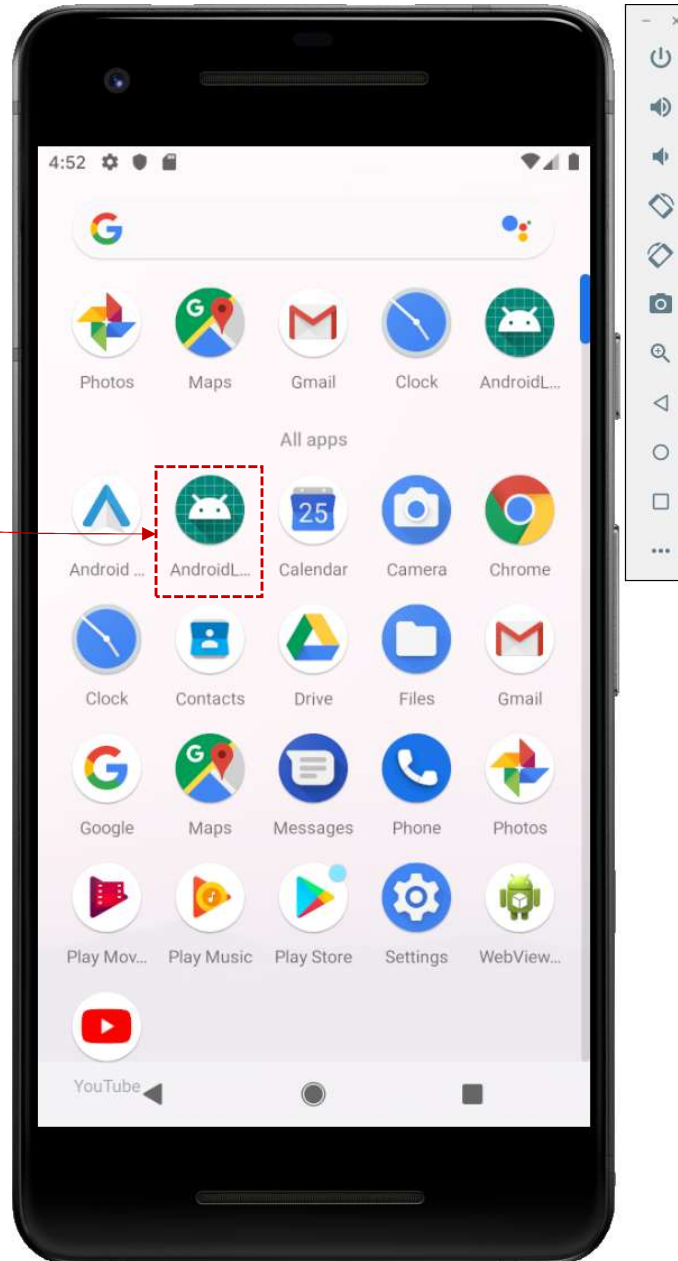 4:52
Photos Maps Gmail Clock AndroidL...
All apps
25
Android ... AndroidL... Calendar Camera Chrome
Clock Contacts Drive Files Gmail
Google Maps Messages Phone Photos
Play Mov... Play Music Play Store Settings WebView...
YouTube